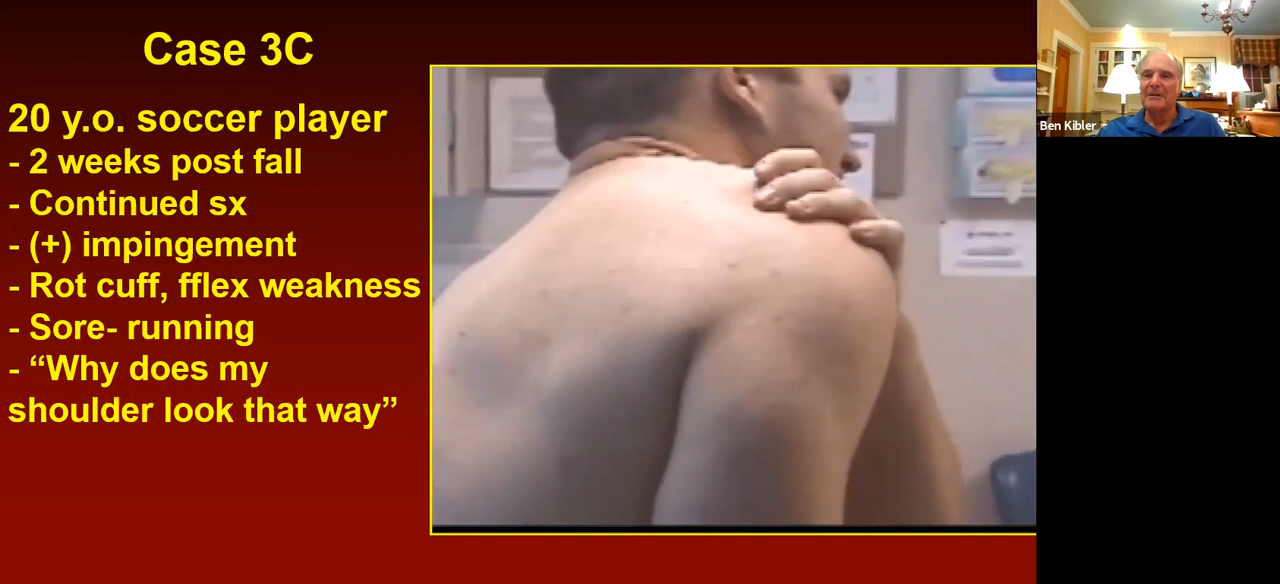 Case 3C
20 y.o. soccer player
- 2 weeks post fall
- Continued sx
- (+) impingement
- Rot cuff, fflex weakness
- Sore- running
- “Why does my
shoulder look that way”
Ben Kibler